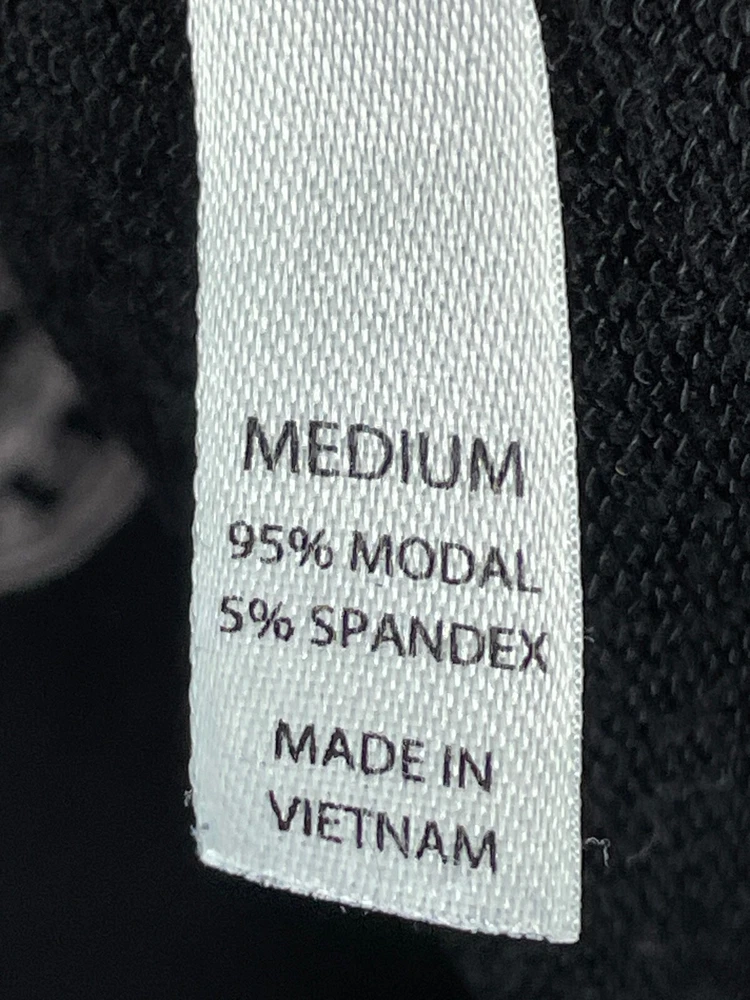 MEDIUM
95% MODAL
5% SPANDEX
MADE IN
VIETNAM